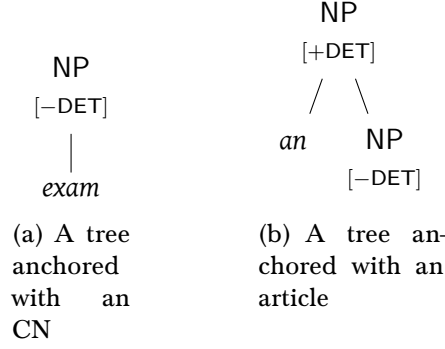 NP
[−DET]
exam
(a) A tree
anchored
with an
CN
NP
[+DET]
an NP
[−DET]
(b) A tree an-
chored with an
article